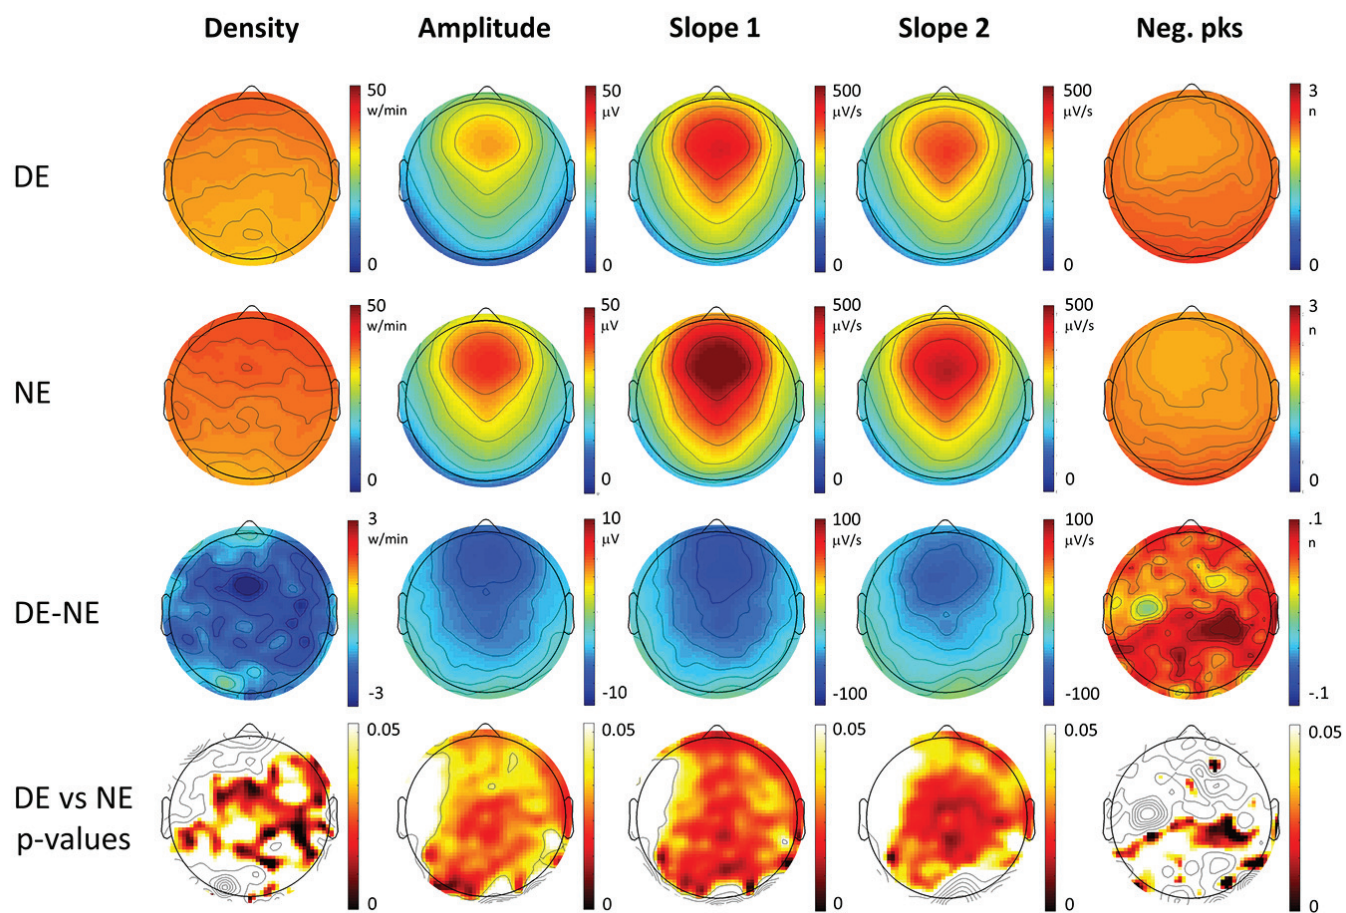 Density Amplitude Slope 1 Slope 2 Neg. pks
DE
50 w/min 0
50 µV 0
500 µV/s 0
500 µV/s 0
3 n 0
NE
50 w/min 0
50 µV 0
500 µV/s 0
500 µV/s 0
3 n 0
DE-NE
3 w/min -3
10 µV -10
100 µV/s -100
100 µV/s -100
.1 n -.1
DE vs NE
p-values
0.05 0
0.05 0
0.05 0
0.05 0
0.05 0